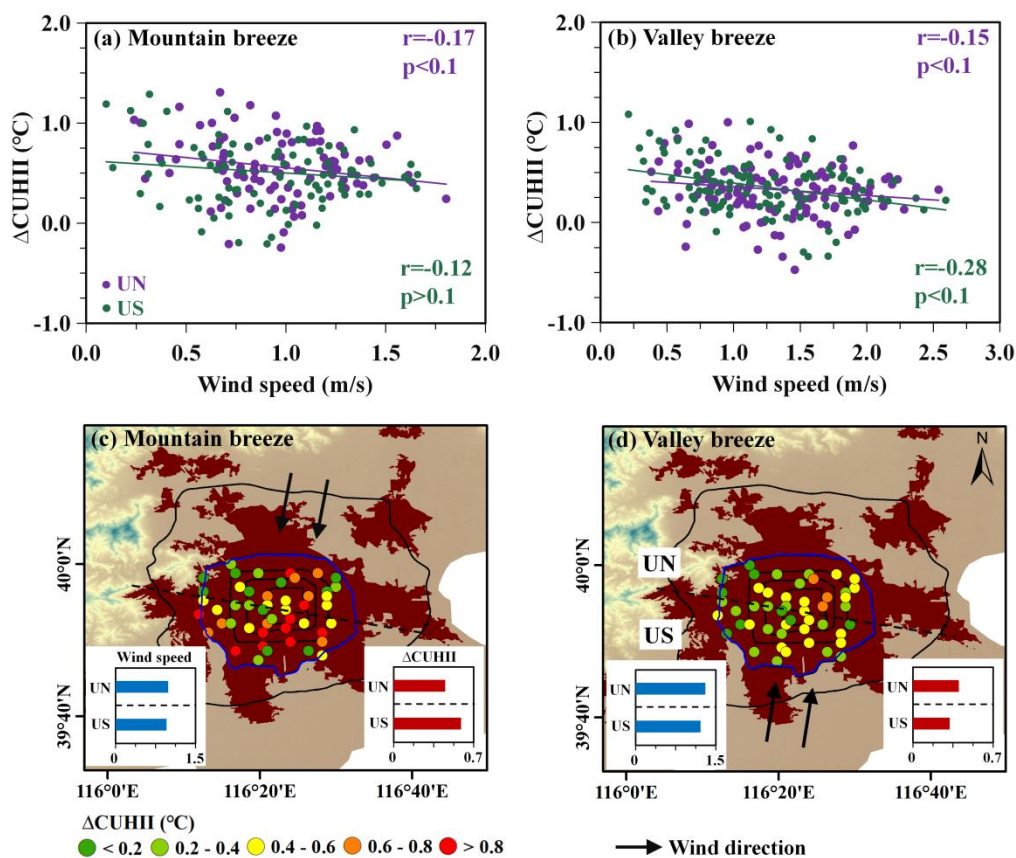 (a) Mountain breeze
r=-0.17
p<0.1
2.0
1.0
0.0
-1.0
ΔCUHII (℃)
UN
US
r=-0.12
p>0.1
0.0
0.5
1.0
1.5
2.0
Wind speed (m/s)
(b) Valley breeze
r=-0.15
p<0.1
2.0
1.0
0.0
-1.0
ΔCUHII (℃)
r=-0.28
p<0.1
0.0
0.5
1.0
1.5
2.0
2.5
3.0
Wind speed (m/s)
(c) Mountain breeze
40°0'N
39°40'N
Wind speed
UN
US
0
1.5
ΔCUHII
UN
US
0
0.7
116°0'E
116°20'E
116°40'E
(d) Valley breeze
N
40°0'N
39°40'N
UN
US
UN
US
0
1.5
UN
US
0
0.7
116°0'E
116°20'E
116°40'E
ΔCUHII (℃)
< 0.2
0.2 - 0.4
0.4 - 0.6
0.6 - 0.8
> 0.8
Wind direction